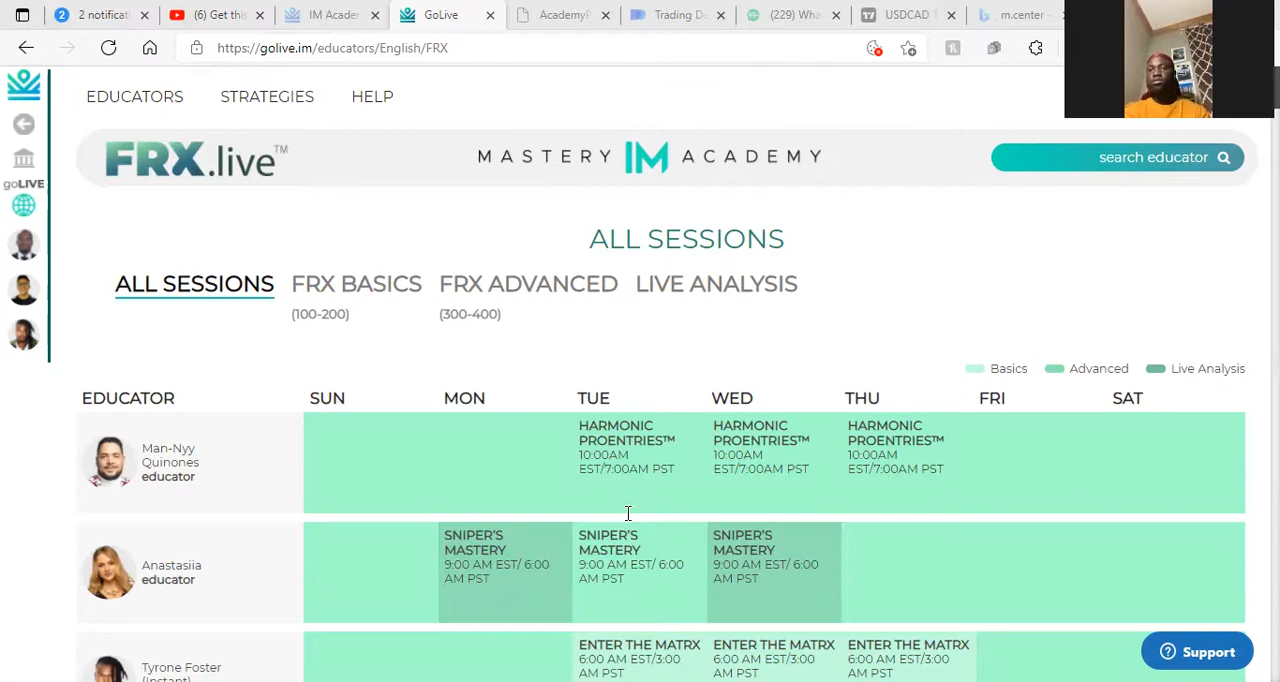 2 notificati
(6) Get this
IM Acader
GoLive
AcademyP
Trading D
(229) Wha
USDCAD
m.center -
https://golive.im/educators/English/FRX
EDUCATORS STRATEGIES HELP
FRX.live™
MASTERY IM ACADEMY
search educator
goLIVE
ALL SESSIONS
ALL SESSIONS FRX BASICS FRX ADVANCED LIVE ANALYSIS
(100-200) (300-400)
Basics Advanced Live Analysis
EDUCATOR SUN MON TUE WED THU FRI SAT
Man-Nyy
Quinones
educator
HARMONIC
PROENTRIES™
10:00AM
EST/7:00AM PST
HARMONIC
PROENTRIES™
10:00AM
EST/7:00AM PST
HARMONIC
PROENTRIES™
10:00AM
EST/7:00AM PST
Anastasiia
educator
SNIPER'S
MASTERY
9:00 AM EST/ 6:00
AM PST
SNIPER'S
MASTERY
9:00 AM EST/ 6:00
AM PST
SNIPER'S
MASTERY
9:00 AM EST/ 6:00
AM PST
Tyrone Foster
(Instant)
ENTER THE MATRX
6:00 AM EST/3:00
AM PST
ENTER THE MATRX
6:00 AM EST/3:00
AM PST
ENTER THE MATRX
6:00 AM EST/3:00
AM PST
Support